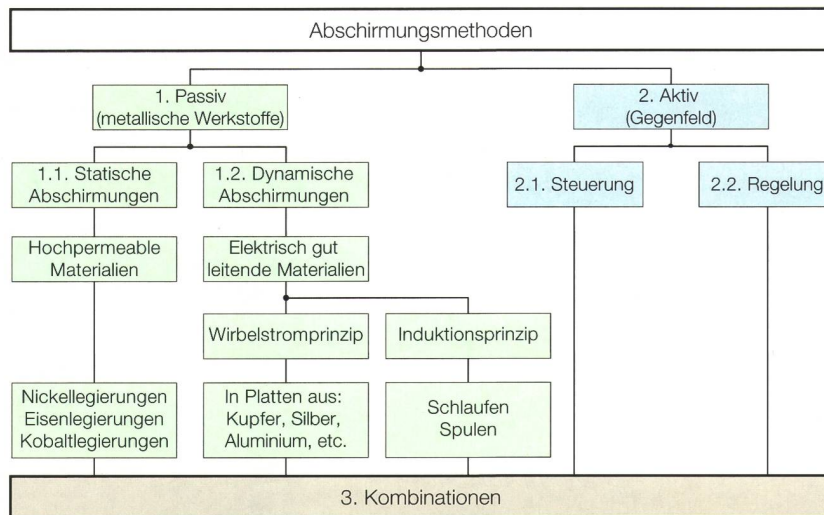 Abschirmungsmethoden
1. Passiv
(metallische Werkstoffe)
2. Aktiv
(Gegenfeld)
1.1. Statische
Abschirmungen
1.2. Dynamische
Abschirmungen
2.1. Steuerung
2.2. Regelung
Hochpermeable
Materialien
Elektrisch gut
leitende Materialien
Wirbelstromprinzip
Induktionsprinzip
Nickellegierungen
Eisenlegierungen
Kobaltlegierungen
In Platten aus:
Kupfer, Silber,
Aluminium, etc.
Schlaufen
Spulen
3. Kombinationen